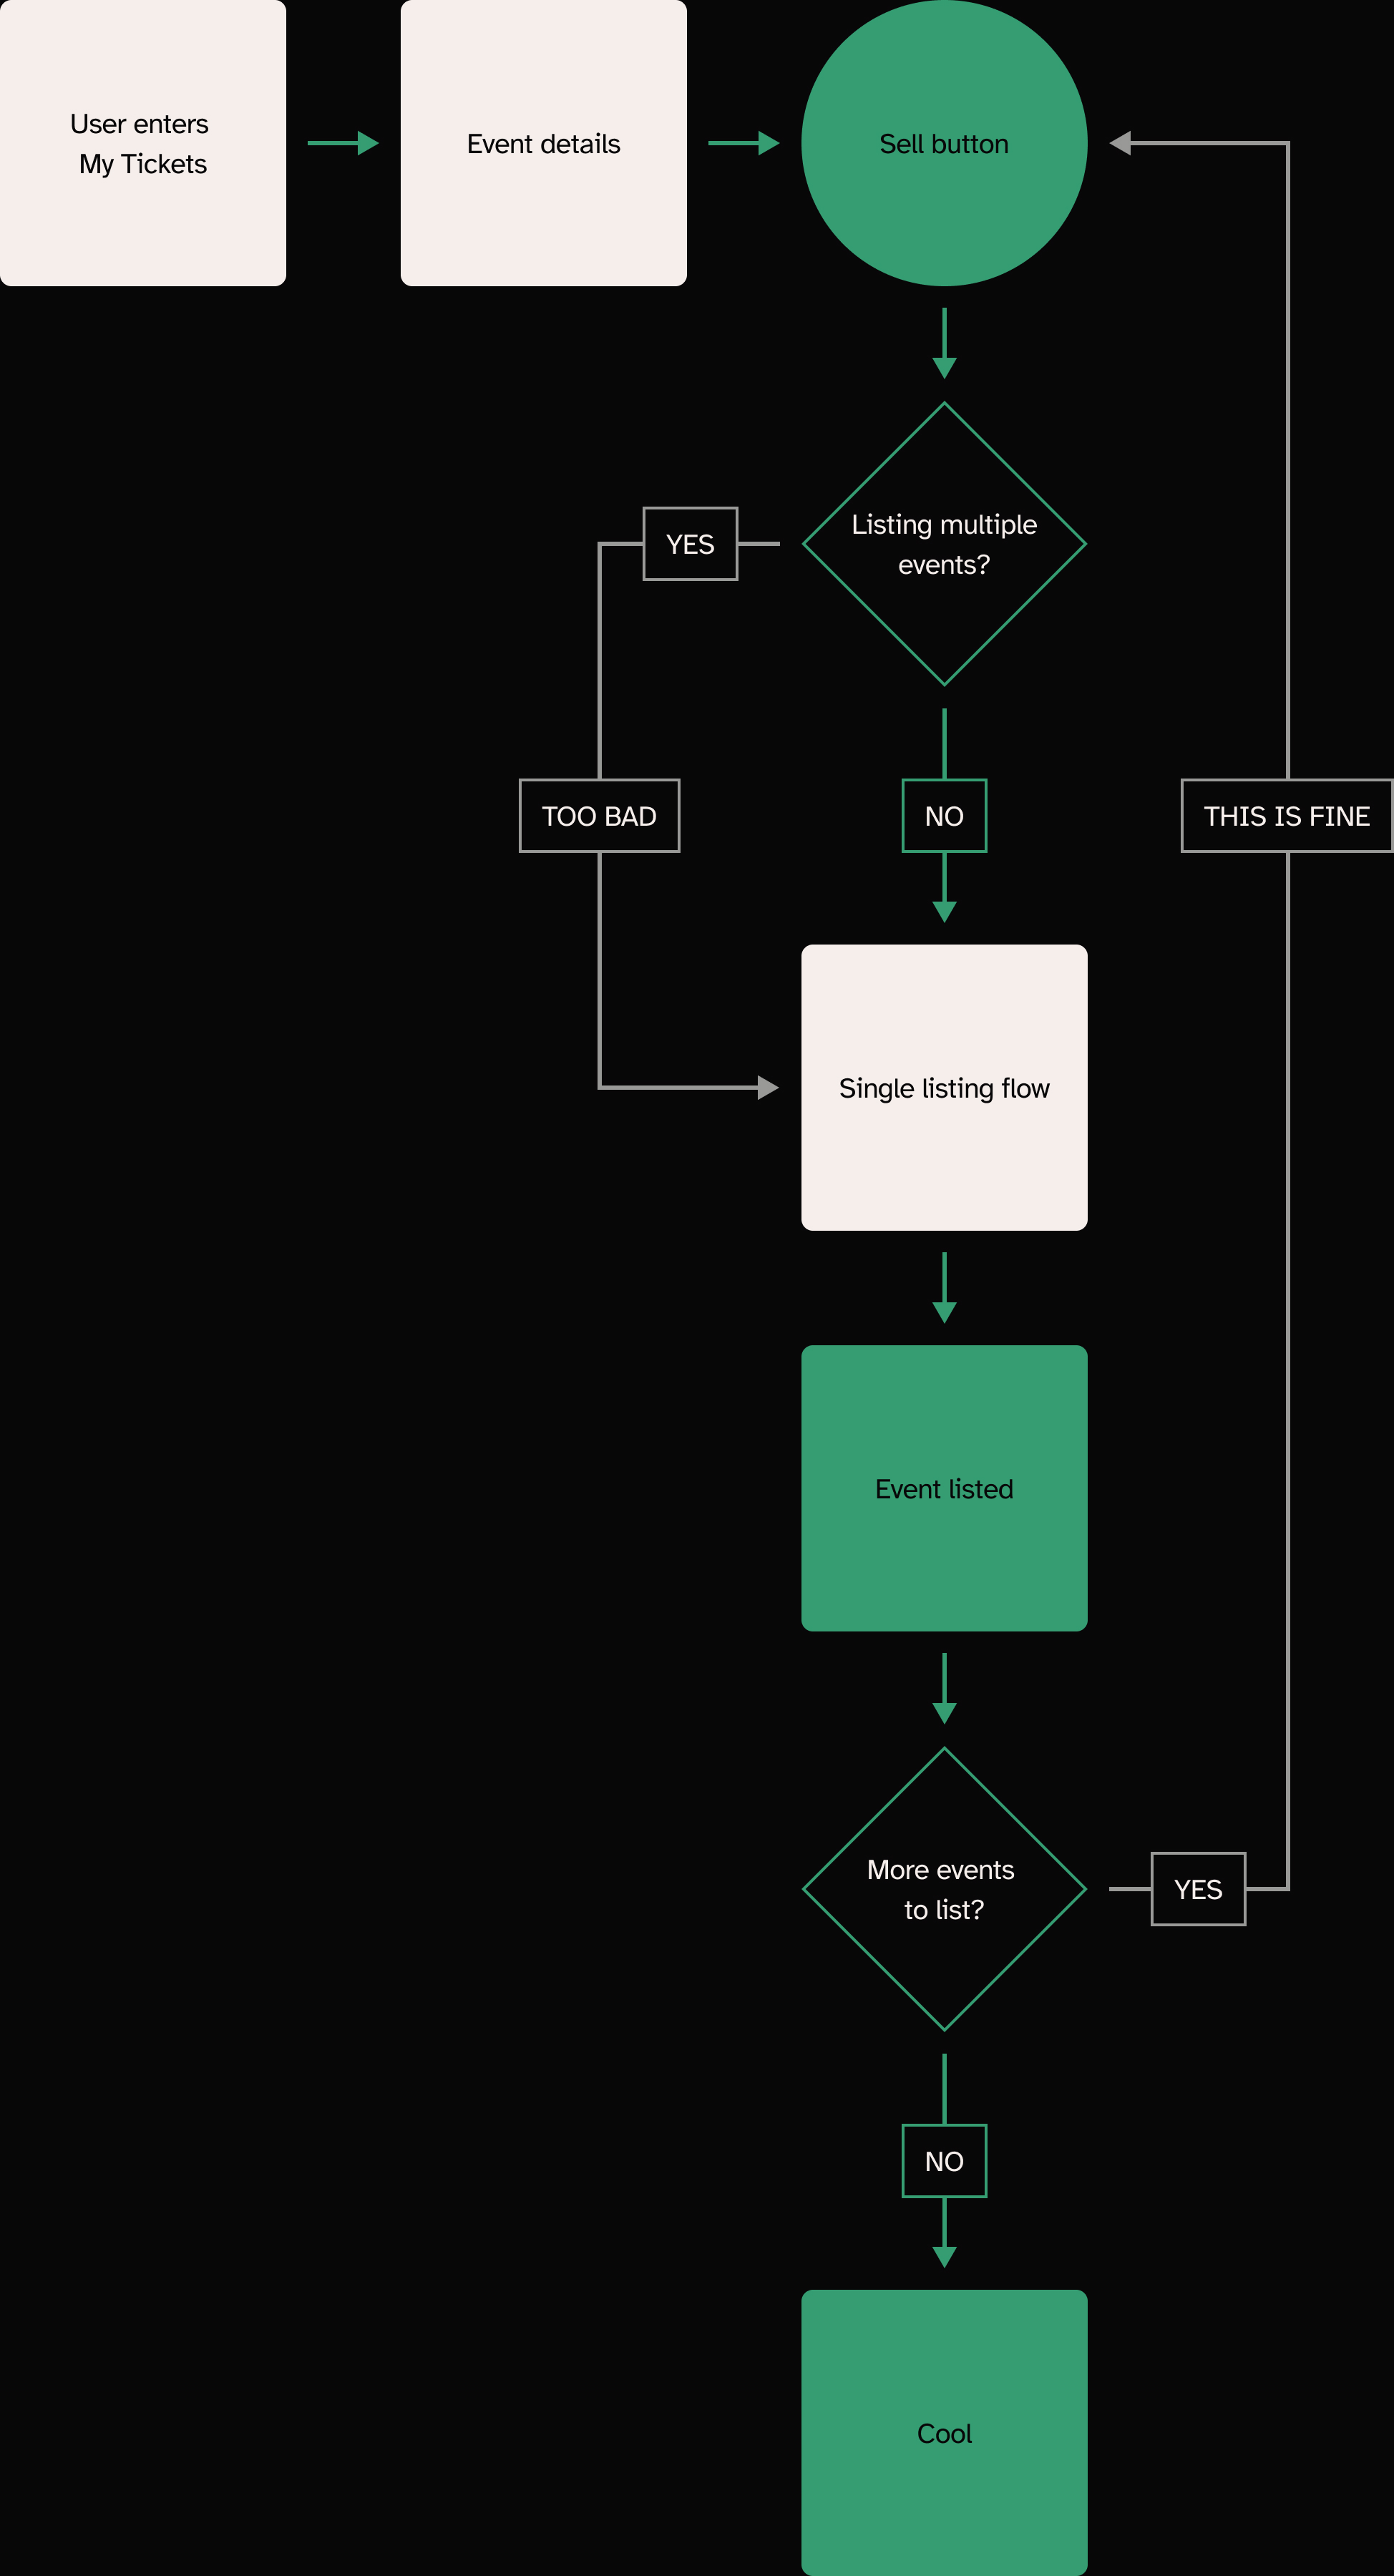 User enters
My Tickets
Event details
Sell button
Listing multiple
events?
YES
TOO BAD
NO
THIS IS FINE
Single listing flow
Event listed
More events
to list?
YES
NO
Cool